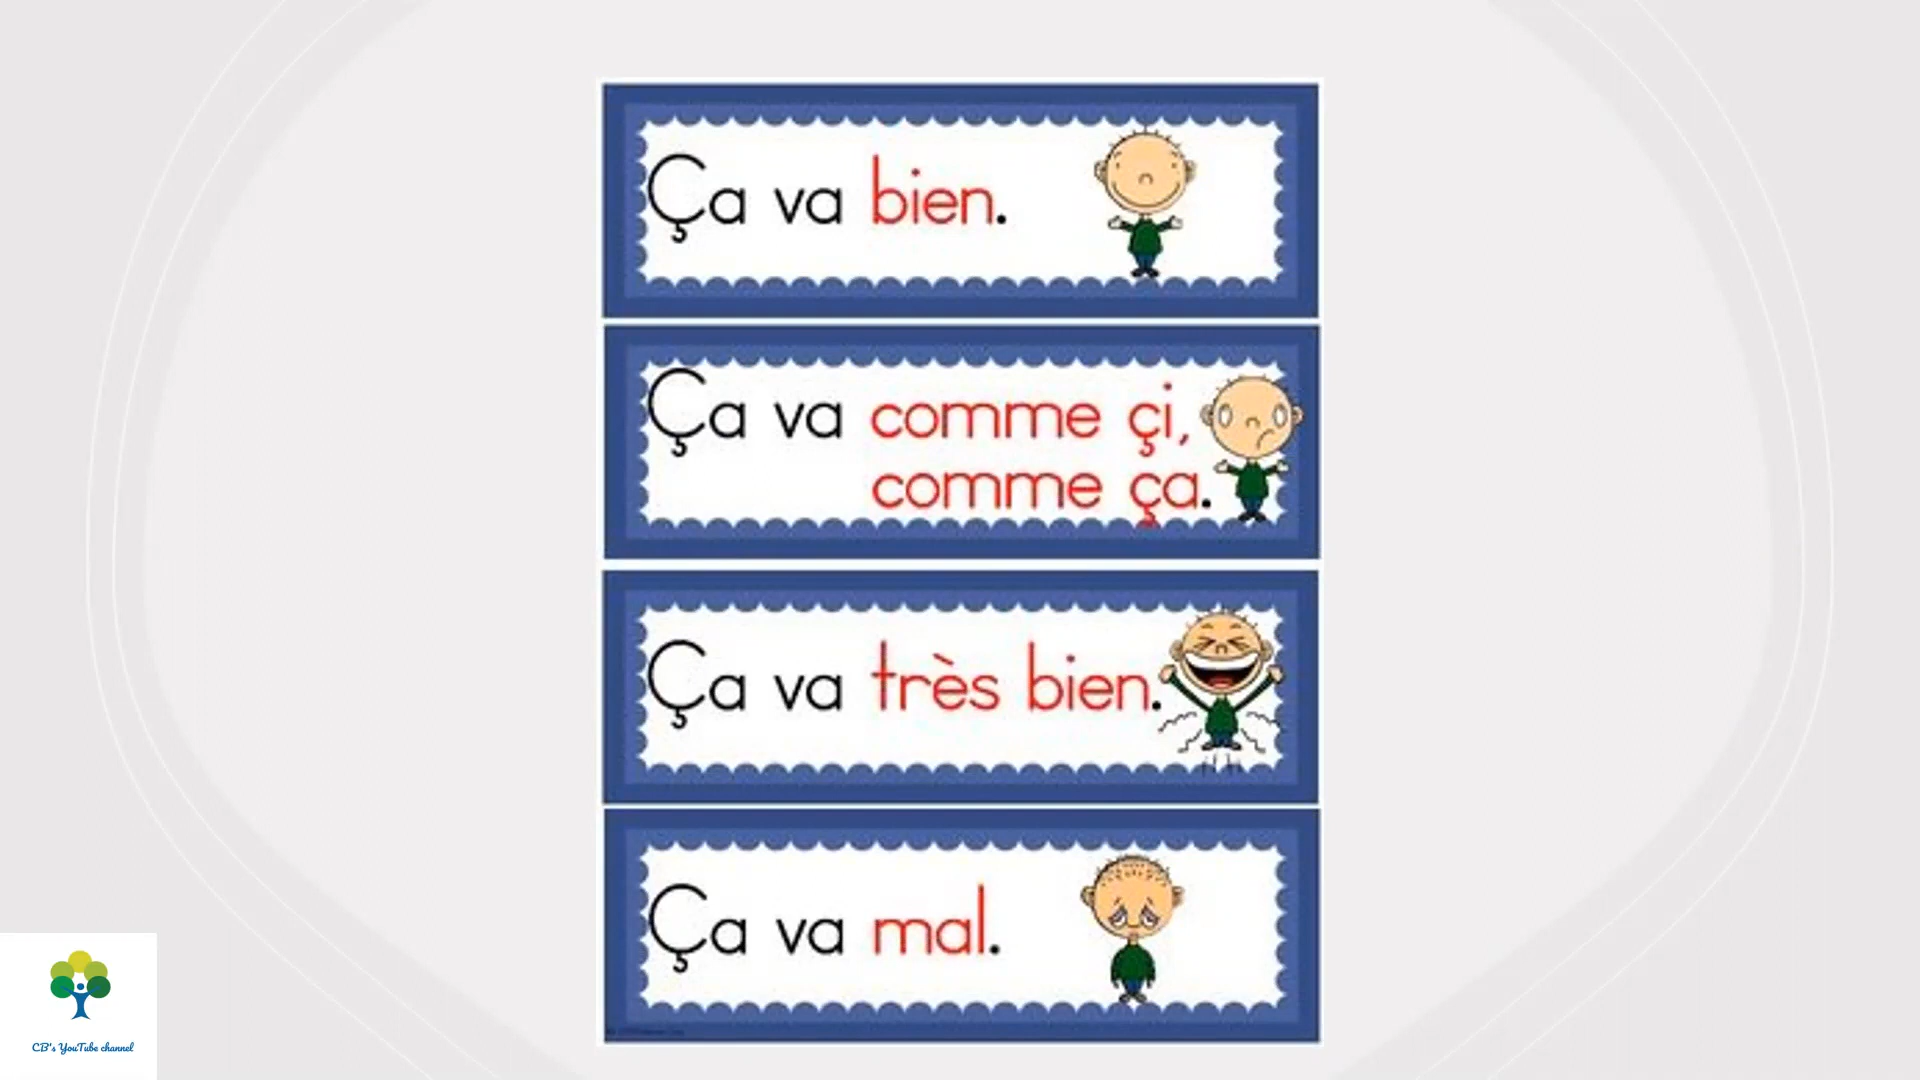 Ça va bien.
Ça va comme çi,
comme ça.
Ça va très bien.
Ça va mal.
CB's YouTube channel